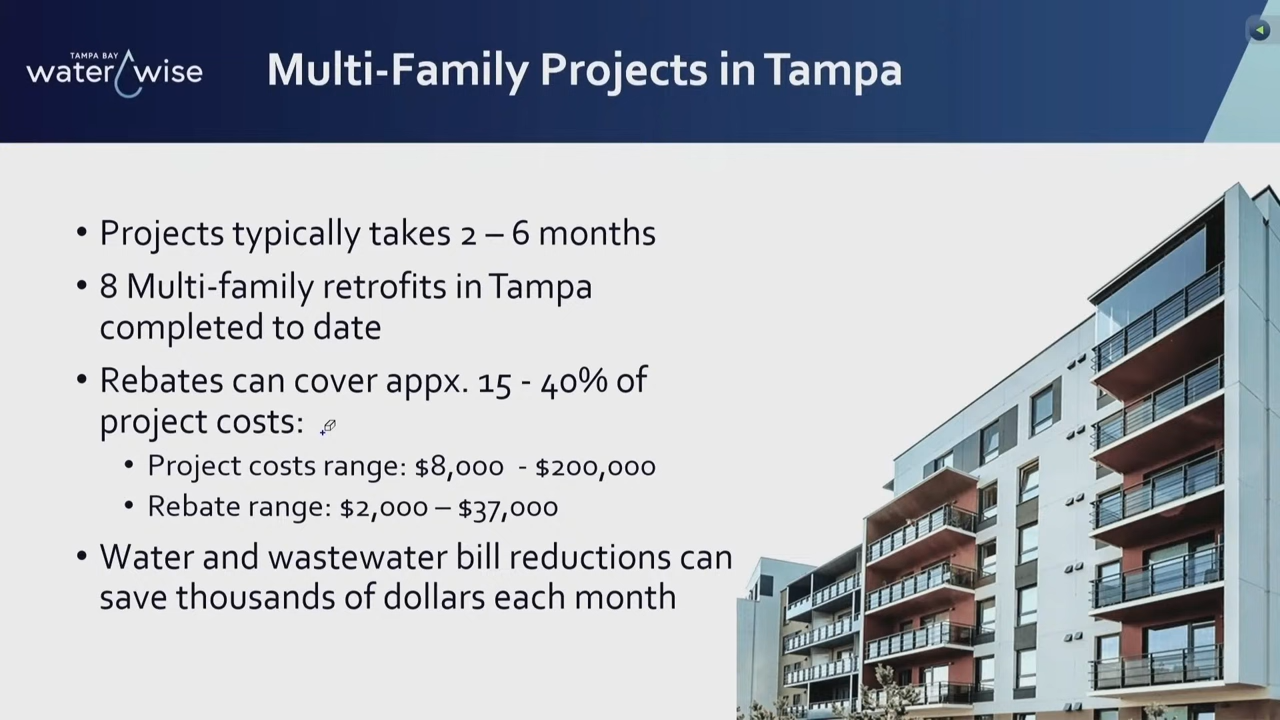 TAMPA BAY
water wise
Multi-Family Projects in Tampa
• Projects typically takes 2 – 6 months
• 8 Multi-family retrofits in Tampa
completed to date
• Rebates can cover appx. 15 - 40% of
project costs:
• Project costs range: $8,000 - $200,000
• Rebate range: $2,000 – $37,000
• Water and wastewater bill reductions can
save thousands of dollars each month